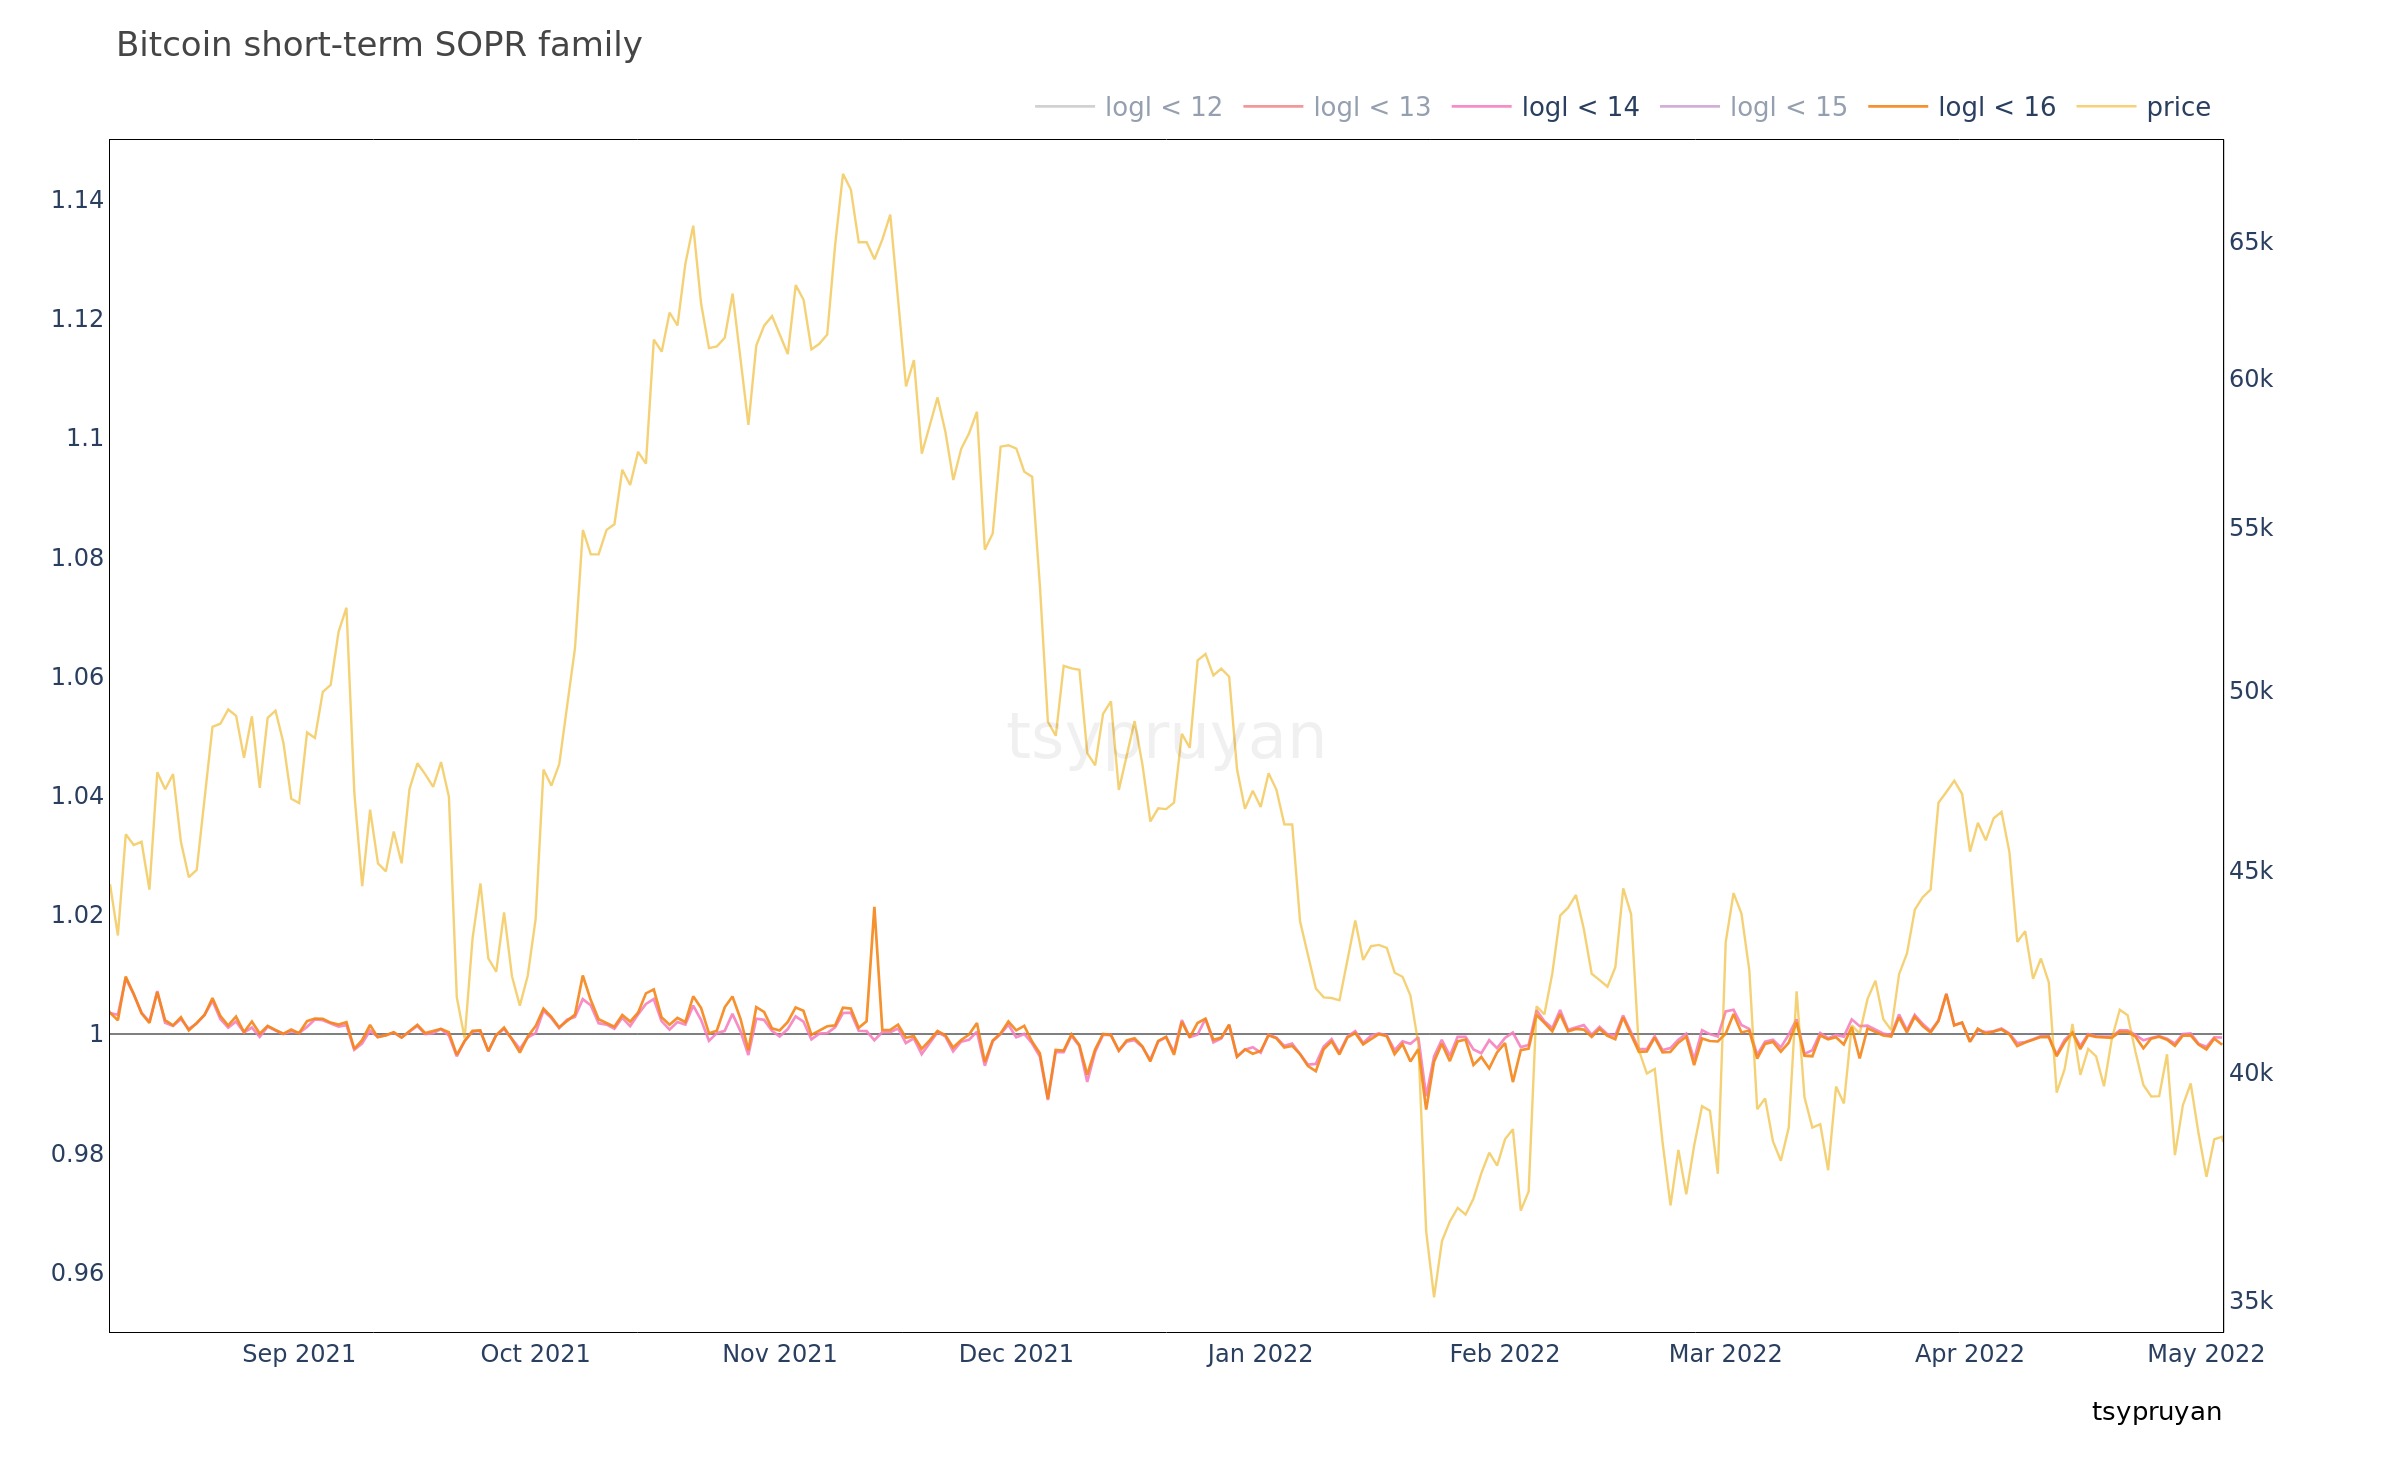 Bitcoin short-term SOPR family
logl < 12 logl < 13 logl < 14 logl < 15 logl < 16 price
1.14
1.12
1.1
1.08
1.06
1.04
1.02
1
0.98
0.96
65k
60k
55k
50k
45k
40k
35k
tsypruyan
Sep 2021 Oct 2021 Nov 2021 Dec 2021 Jan 2022 Feb 2022 Mar 2022 Apr 2022 May 2022
tsypruyan